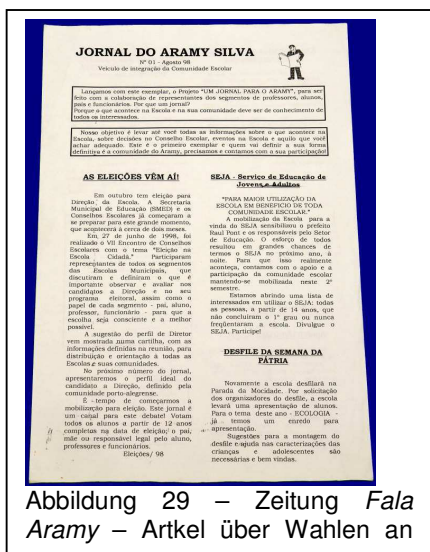 JORNAL DO ARAMY SILVA
Nº 01 - Agosto 98
Veículo de integração da Comunidade Escolar
Lançamos com este exemplar, o Projeto "UM JORNAL PARA O ARAMY", para ser
feito com a colaboração de representantes dos segmentos de professores, alunos,
pais e funcionários. Por que um jornal?
Porque o que acontece na Escola e na sua comunidade deve ser de conhecimento de
todos os interessados.
Nosso objetivo é levar até você todas as informações sobre o que acontece na
Escola, sobre decisões no Conselho Escolar, eventos na Escola e aquilo que você
achar adequado. Este é o primeiro exemplar e quem vai definir a sua forma
definitiva é a comunidade do Aramy, precisamos e contamos com a sua participação!
AS ELEIÇÕES VÊM AÍ!
Em outubro tem eleição para
Direção da Escola. A Secretaria
Municipal de Educação (SMED) e os
Conselhos Escolares já começaram a
se preparar para este grande momento,
que acontecerá a cerca de dois meses.
Em 27 de junho de 1998, foi
realizado o VII Encontro de Conselhos
Escolares com o tema "Eleição na
Escola Cidadã." Participaram
representantes de todos os segmentos
das Escolas Municipais, que
discutiram e definiram o que é
importante observar e avaliar nos
candidatos a Direção e no seu
programa eleitoral, assim como o
papel de cada segmento - pai, aluno,
professor, funcionário - para que a
escolha seja consciente e a melhor
possível.
A sugestão do perfil de Diretor
vem mostrada numa cartilha, com as
informações definidas na reunião, para
distribuição e orientação à todas as
Escolas e suas comunidades.
No próximo número do jornal,
apresentaremos o perfil ideal do
candidato a Direção, definido pela
comunidade porto-alegrense.
É tempo de começarmos a
mobilização para eleição. Este jornal é
um canal para este debate! Votam
todos os alunos a partir de 12 anos
completos na data de eleição; o pai,
mãe ou responsável legal pelo aluno,
professores e funcionários.
Eleições/ 98
SEJA - Serviço de Educação de
Jovens e Adultos
"PARA MAIOR UTILIZAÇÃO DA
ESCOLA EM BENEFICIO DE TODA
COMUNIDADE ESCOLAR."
A mobilização da Escola para a
vinda do SEJA sensibilizou o prefeito
Raul Pont e os responsáveis pelo Setor
de Educação. O esforço de todos
resultou em grandes chances de
termos o SEJA no próximo ano, à
noite. Para que isso realmente
aconteça, contamos com o apoio e a
participação da comunidade escolar
mantendo-se mobilizada neste 2º
semestre.
Estamos abrindo uma lista de
interessados em utilizar o SEJA: todas
as pessoas, a partir de 14 anos, que
não concluiram o 1º grau ou nunca
freqüentaram a escola. Divulgue o
SEJA. Participe!
DESFILE DA SEMANA DA
PÁTRIA
Novamente a escola desfilará na
Parada da Mocidade. Por solicitação
dos organizadores do desfile, a escola
levará uma apresentação de alunos.
Para o tema deste ano - ECOLOGIA -
já temos um enredo para
apresentação.
Sugestões para a montagem do
desfile e ajuda nas caracterizações das
crianças e adolescentes são
necessárias e bem vindas.
Abbildung 29 – Zeitung Fala
Aramy – Artkel über Wahlen an